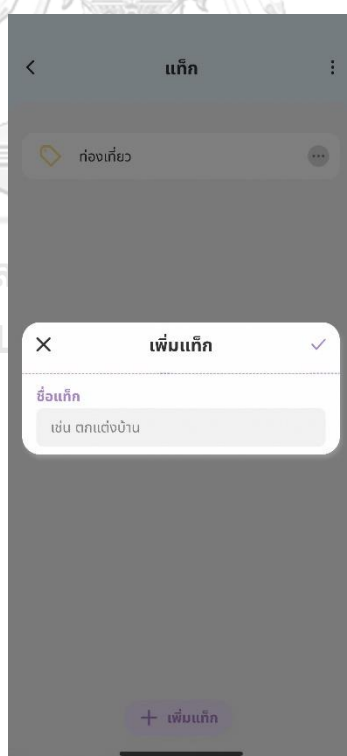 แท็ก
ท่องเที่ยว
เพิ่มแท็ก
ชื่อแท็ก
เช่น ตกแต่งบ้าน
เพิ่มแท็ก